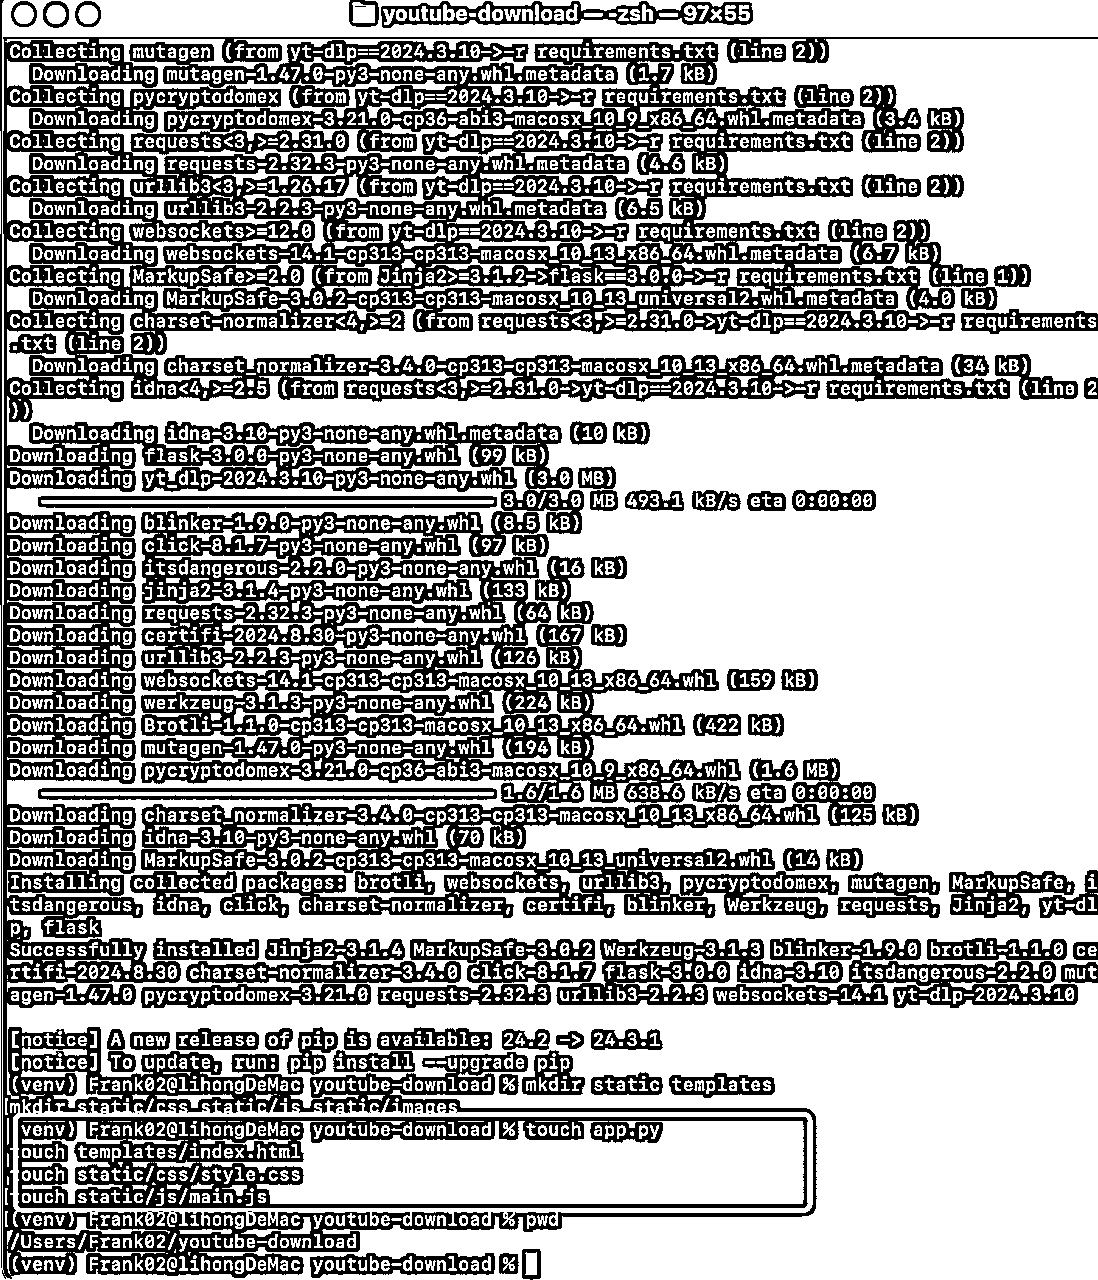 youtube-download — -zsh — 97×55
Collecting mutagen (from yt-dlp==2024.3.10->-r requirements.txt (line 2))
Downloading mutagen-1.47.0-py3-none-any.whl.metadata (1.7 kB)
Collecting pycryptodomex (from yt-dlp==2024.3.10->-r requirements.txt (line 2))
Downloading pycryptodomex-3.21.0-cp36-abi3-macosx_10_9_x86_64.whl.metadata (3.4 kB)
Collecting requests<3,>=2.31.0 (from yt-dlp==2024.3.10->-r requirements.txt (line 2))
Downloading requests-2.32.3-py3-none-any.whl.metadata (4.6 kB)
Collecting urllib3<3,>=1.26.17 (from yt-dlp==2024.3.10->-r requirements.txt (line 2))
Downloading urllib3-2.2.3-py3-none-any.whl.metadata (6.5 kB)
Collecting websockets>=12.0 (from yt-dlp==2024.3.10->-r requirements.txt (line 2))
Downloading websockets-14.1-cp313-cp313-macosx_10_13_x86_64.whl.metadata (6.7 kB)
Collecting MarkupSafe>=2.0 (from Jinja2>=3.1.2->flask==3.0.0->-r requirements.txt (line 1))
Downloading MarkupSafe-3.0.2-cp313-cp313-macosx_10_13_universal2.whl.metadata (4.0 kB)
Collecting charset-normalizer<4,>=2 (from requests<3,>=2.31.0->yt-dlp==2024.3.10->-r requirements
.txt (line 2))
Downloading charset_normalizer-3.4.0-cp313-cp313-macosx_10_13_x86_64.whl.metadata (34 kB)
Collecting idna<4,>=2.5 (from requests<3,>=2.31.0->yt-dlp==2024.3.10->-r requirements.txt (line 2
))
Downloading idna-3.10-py3-none-any.whl.metadata (10 kB)
Downloading flask-3.0.0-py3-none-any.whl (99 kB)
Downloading yt_dlp-2024.3.10-py3-none-any.whl (3.0 MB)
3.0/3.0 MB 493.1 kB/s eta 0:00:00
Downloading blinker-1.9.0-py3-none-any.whl (8.5 kB)
Downloading click-8.1.7-py3-none-any.whl (97 kB)
Downloading itsdangerous-2.2.0-py3-none-any.whl (16 kB)
Downloading jinja2-3.1.4-py3-none-any.whl (133 kB)
Downloading requests-2.32.3-py3-none-any.whl (64 kB)
Downloading certifi-2024.8.30-py3-none-any.whl (167 kB)
Downloading urllib3-2.2.3-py3-none-any.whl (126 kB)
Downloading websockets-14.1-cp313-cp313-macosx_10_13_x86_64.whl (159 kB)
Downloading werkzeug-3.1.3-py3-none-any.whl (224 kB)
Downloading Brotli-1.1.0-cp313-cp313-macosx_10_13_x86_64.whl (422 kB)
Downloading mutagen-1.47.0-py3-none-any.whl (194 kB)
Downloading pycryptodomex-3.21.0-cp36-abi3-macosx_10_9_x86_64.whl (1.6 MB)
1.6/1.6 MB 638.6 kB/s eta 0:00:00
Downloading charset_normalizer-3.4.0-cp313-cp313-macosx_10_13_x86_64.whl (125 kB)
Downloading idna-3.10-py3-none-any.whl (70 kB)
Downloading MarkupSafe-3.0.2-cp313-cp313-macosx_10_13_universal2.whl (14 kB)
Installing collected packages: brotli, websockets, urllib3, pycryptodomex, mutagen, MarkupSafe, i
tsdangerous, idna, click, charset-normalizer, certifi, blinker, Werkzeug, requests, Jinja2, yt-dl
p, flask
Successfully installed Jinja2-3.1.4 MarkupSafe-3.0.2 Werkzeug-3.1.3 blinker-1.9.0 brotli-1.1.0 ce
rtifi-2024.8.30 charset-normalizer-3.4.0 click-8.1.7 flask-3.0.0 idna-3.10 itsdangerous-2.2.0 mut
agen-1.47.0 pycryptodomex-3.21.0 requests-2.32.3 urllib3-2.2.3 websockets-14.1 yt-dlp-2024.3.10
[notice] A new release of pip is available: 24.2 -> 24.3.1
[notice] To update, run: pip install --upgrade pip
(venv) Frank02@lihongDeMac youtube-download % mkdir static templates
mkdir static/css static/js static/images
venv) Frank02@lihongDeMac youtube-download % touch app.py
ouch templates/index.html
ouch static/css/style.css
ouch static/js/main.js
(venv) Frank02@lihongDeMac youtube-download % pwd
/Users/Frank02/youtube-download
(venv) Frank02@lihongDeMac youtube-download %